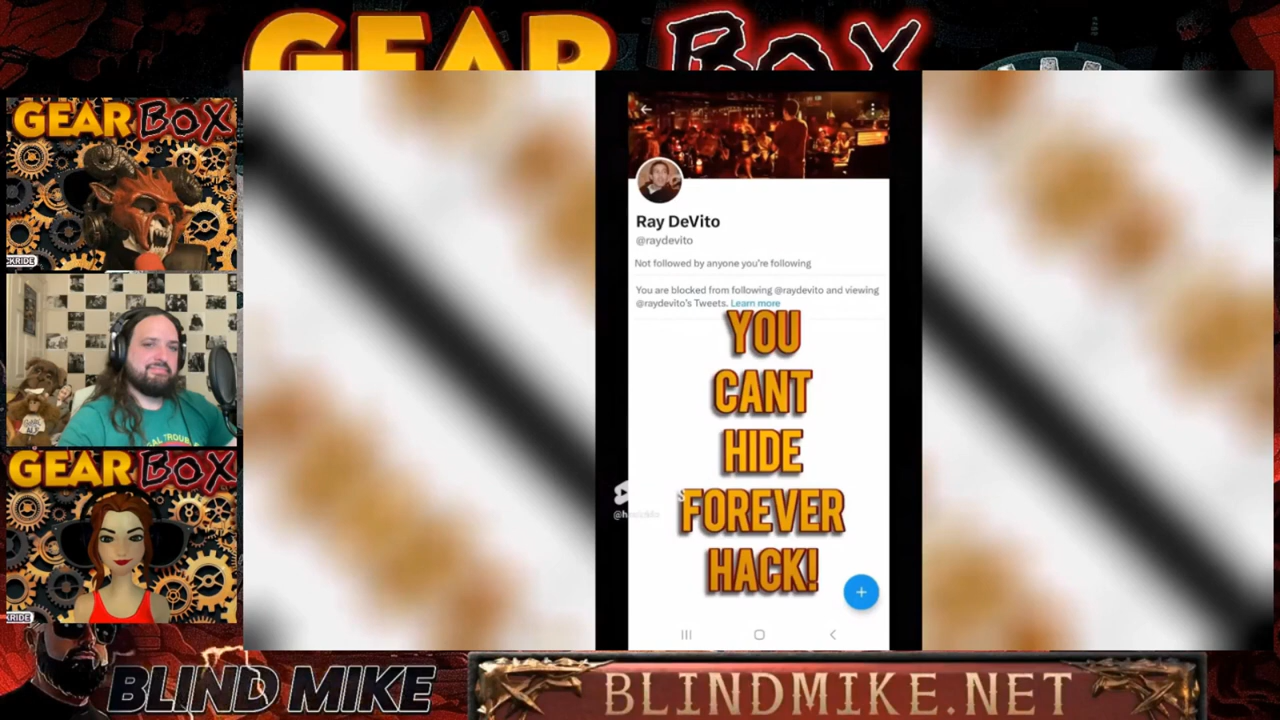 GEAR BOX
GEAR BOX
Ray DeVito
@raydevito
Not followed by anyone you're following
You are blocked from following @raydevito and viewing
@raydevito's Tweets. Learn more
YOU
CANT
HIDE
FOREVER
HACK!
GEAR BOX
BLIND MIKE
BLINDMIKE.NET